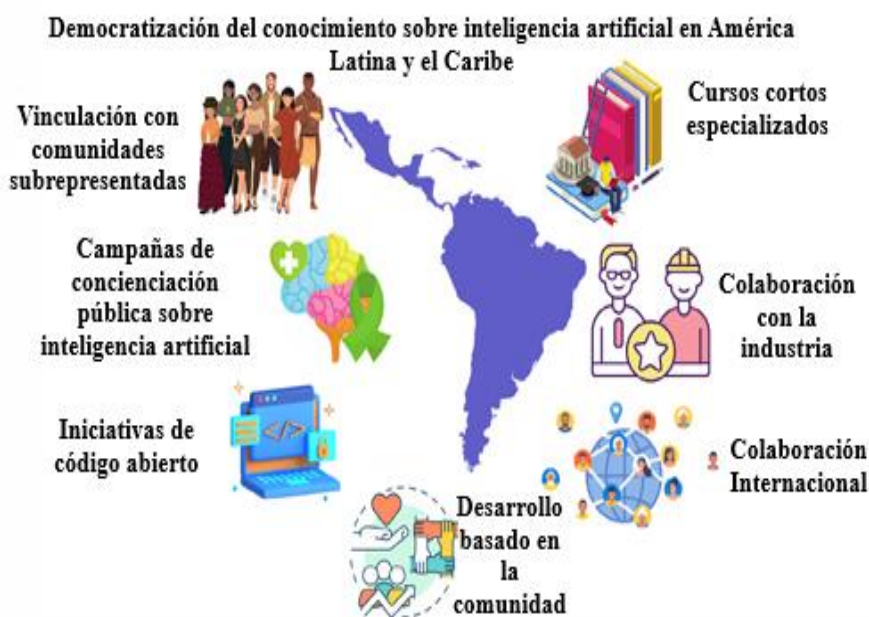 Democratización del conocimiento sobre inteligencia artificial en América
Latina y el Caribe
Vinculación con
comunidades
subrepresentadas
Cursos cortos
especializados
Campañas de
concienciación
pública sobre
inteligencia artificial
Colaboración
con la
industria
Iniciativas de
código abierto
Colaboración
Internacional
Desarrollo
basado en
la
comunidad